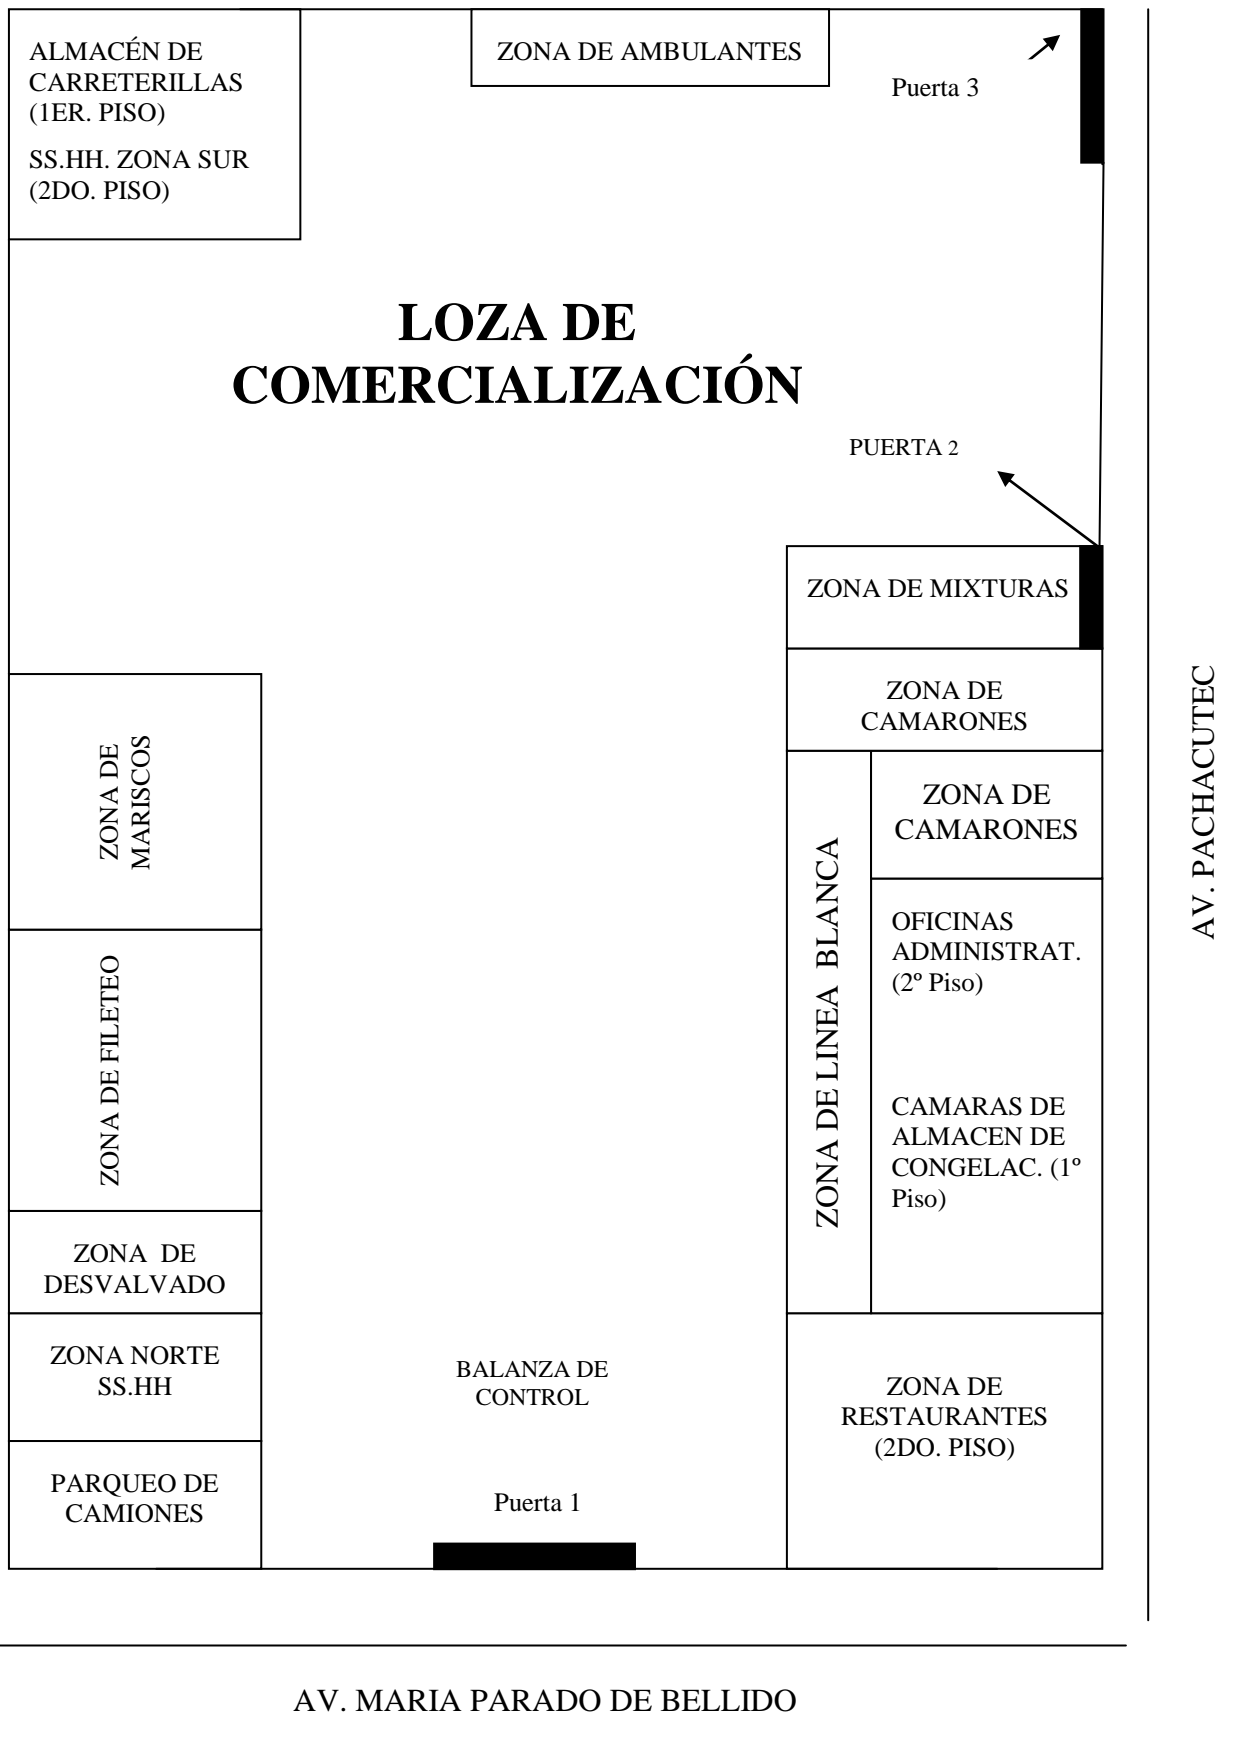 ALMACÉN DE
CARRETERILLAS
(1ER. PISO)
SS.HH. ZONA SUR
(2DO. PISO)
ZONA DE AMBULANTES
Puerta 3
LOZA DE
COMERCIALIZACIÓN
PUERTA 2
ZONA DE MIXTURAS
ZONA DE
CAMARONES
ZONA DE
CAMARONES
ZONA DE LINEA BLANCA
OFICINAS
ADMINISTRAT.
(2º Piso)
CAMARAS DE
ALMACEN DE
CONGELAC. (1º
Piso)
ZONA DE
MARISCOS
ZONA DE FILETEO
ZONA DE
DESVALVADO
ZONA NORTE
SS.HH
PARQUEO DE
CAMIONES
BALANZA DE
CONTROL
Puerta 1
ZONA DE
RESTAURANTES
(2DO. PISO)
AV. PACHACUTEC
AV. MARIA PARADO DE BELLIDO